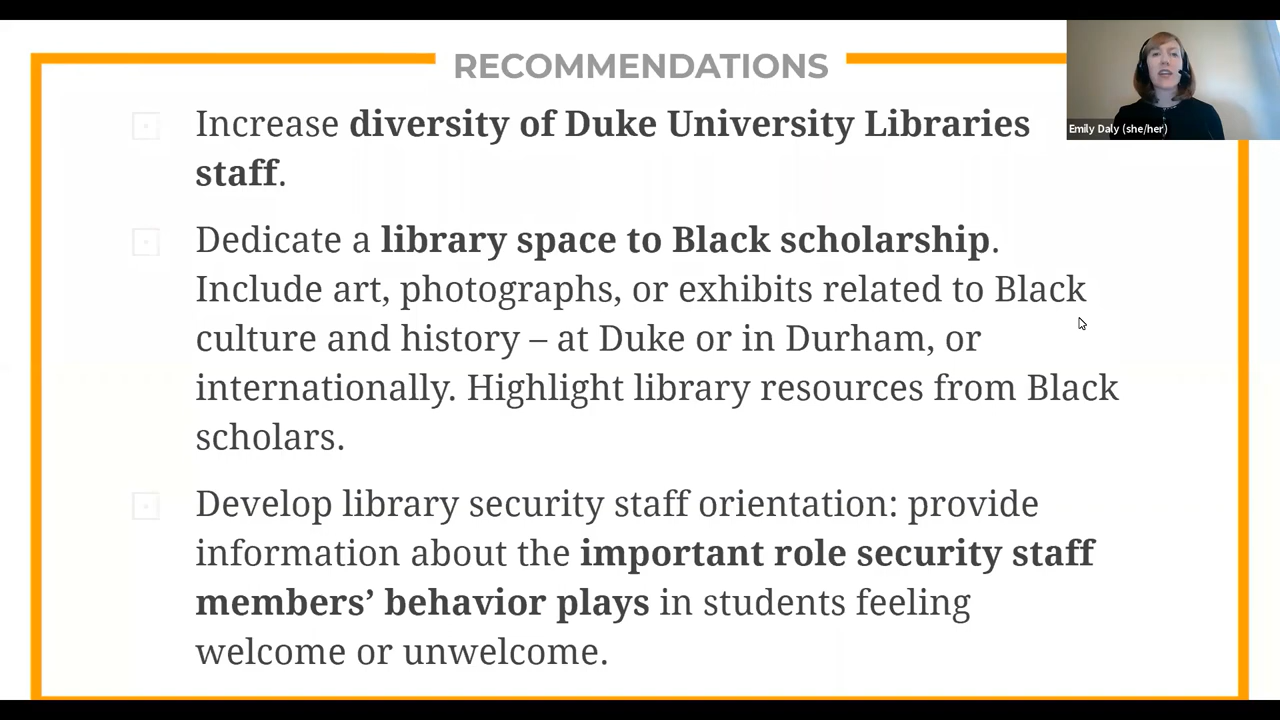 RECOMMENDATIONS
Increase diversity of Duke University Libraries
staff.
Dedicate a library space to Black scholarship.
Include art, photographs, or exhibits related to Black
culture and history – at Duke or in Durham, or
internationally. Highlight library resources from Black
scholars.
Develop library security staff orientation: provide
information about the important role security staff
members’ behavior plays in students feeling
welcome or unwelcome.
Emily Daly (she/her)